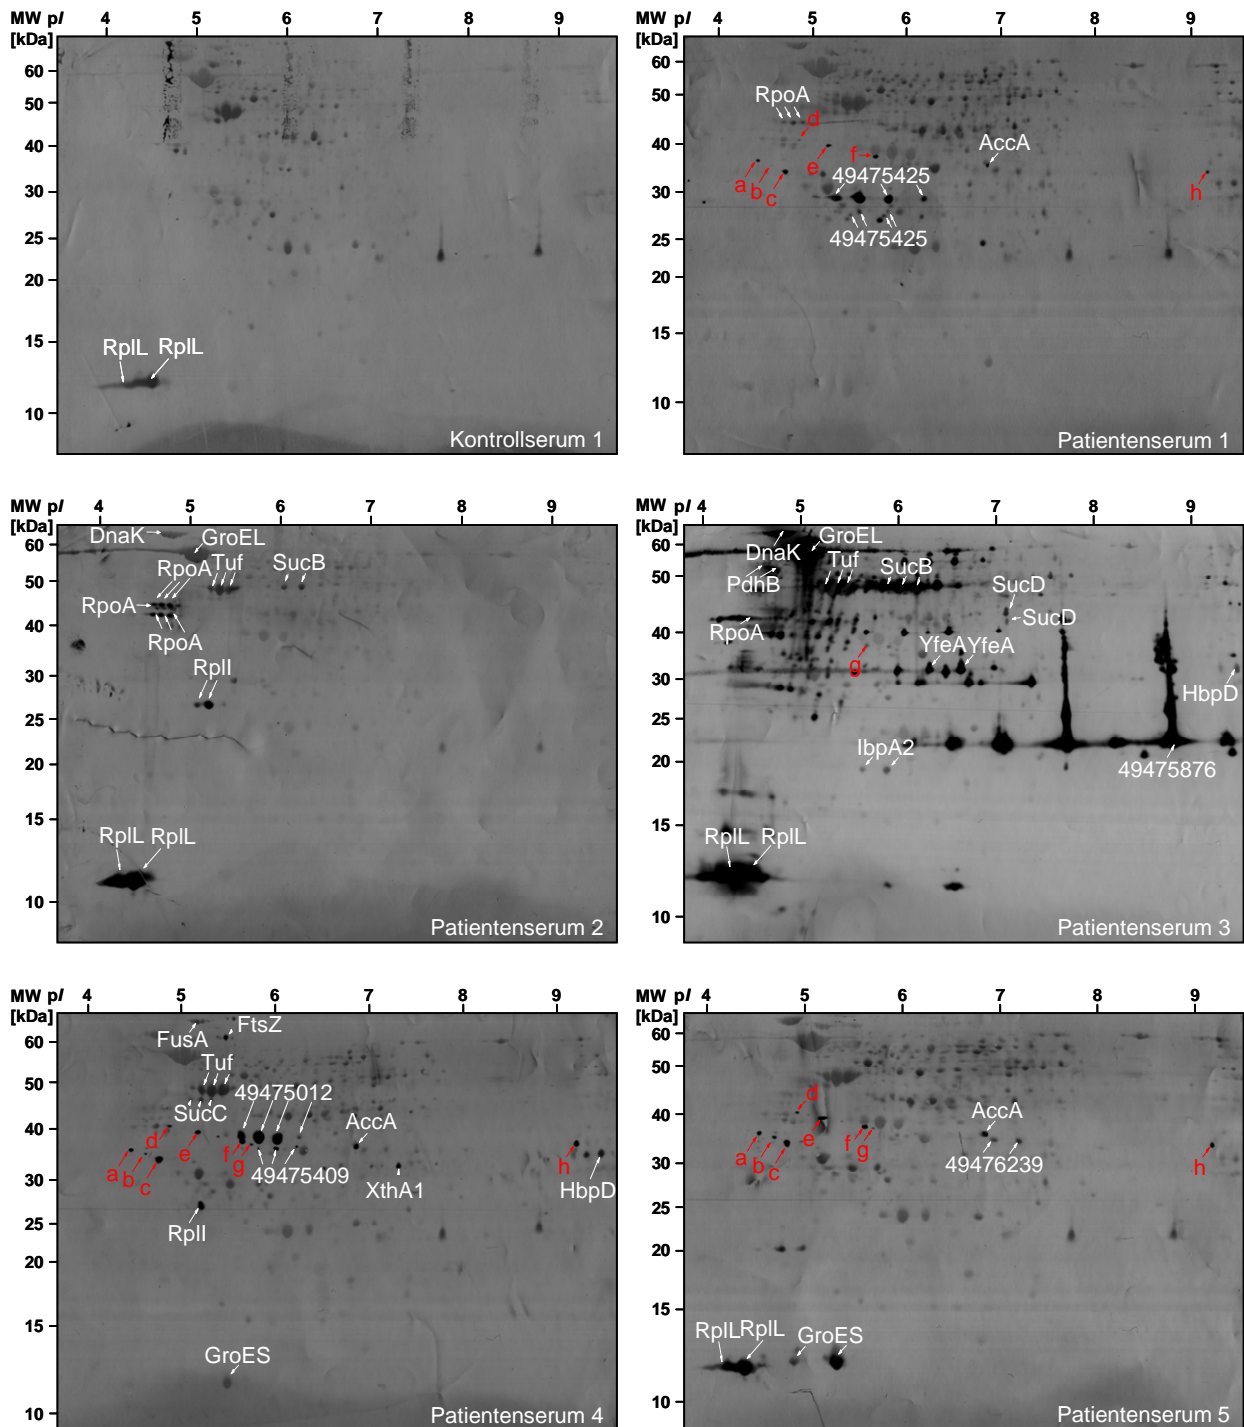 MW pI 4 5 6 7 8 9
[kDa]
60
50
40
30
25
20
15
10
RplL RplL
Kontrollserum 1
MW pI 4 5 6 7 8 9
[kDa]
60
50
40
30
25
20
15
10
RpoA
d
a b c e f
AccA
49475425
h
49475425
Patientenserum 1
MW pI 4 5 6 7 8 9
[kDa]
60
50
40
30
25
20
15
10
DnaK
GroEL
RpoA Tuf SucB
RpoA
RpoA
RplI
RplL RplL
Patientenserum 2
MW pI 4 5 6 7 8 9
[kDa]
60
50
40
30
25
20
15
10
GroEL
DnaK
PdhB
Tuf SucB
SucD
SucD
RpoA
YfeA YfeA
g
HbpD
IbpA2
49475876
RplL RplL
Patientenserum 3
MW pI 4 5 6 7 8 9
[kDa]
60
50
40
30
25
20
15
10
FusA FtsZ
Tuf
49475012
SucC
d
AccA
a b c e f g
h
49475409
XthA1 HbpD
RplI
GroES
Patientenserum 4
MW pI 4 5 6 7 8 9
[kDa]
60
50
40
30
25
20
15
10
d
AccA
a b c e f g
49476239
h
RplL RplL GroES
Patientenserum 5